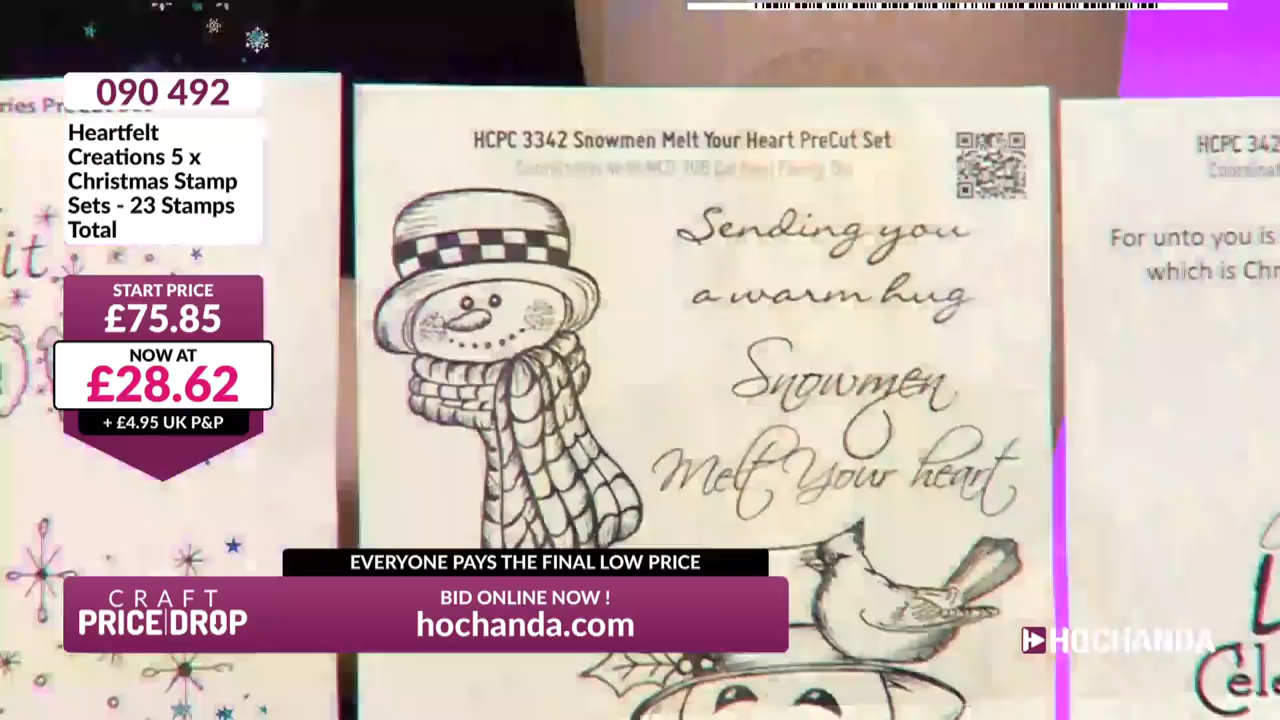 090 492
Heartfelt
Creations 5 x
Christmas Stamp
Sets - 23 Stamps
Total
START PRICE
£75.85
NOW AT
£28.62
+ £4.95 UK P&P
HCPC 3342 Snowmen Melt Your Heart PreCut Set
Sending you
a warm hug
Snowmen
Melt Your heart
HCPC 342
For unto you is
which is Chr
EVERYONE PAYS THE FINAL LOW PRICE
CRAFT
PRICE DROP
BID ONLINE NOW !
hochanda.com
HOCHANDA
Cele